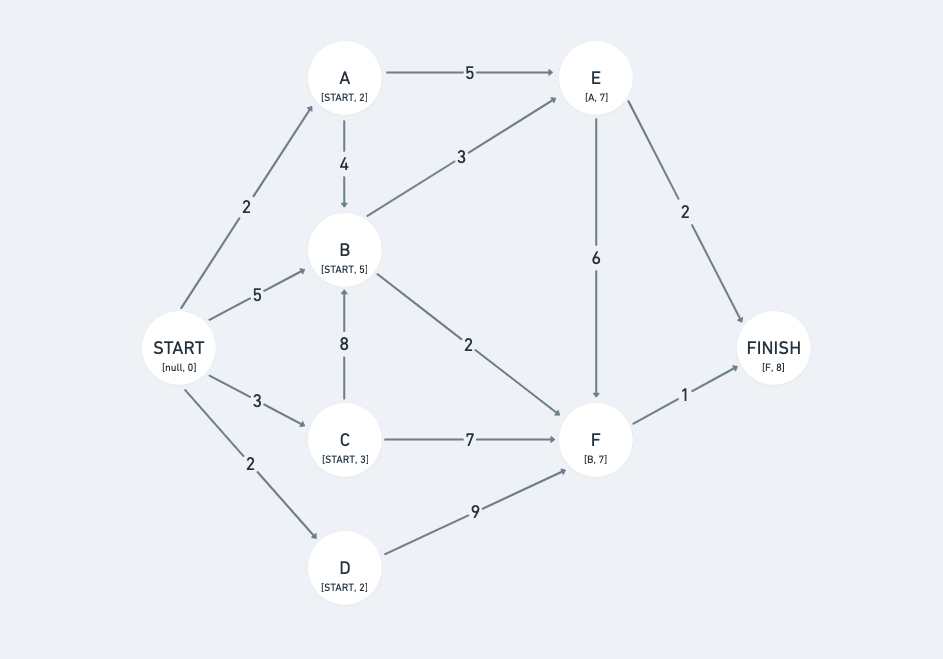 A
[START, 2]
5
E
[A, 7]
4
3
2
2
B
[START, 5]
6
5
2
START
[null, 0]
8
FINISH
[F, 8]
3
1
C
[START, 3]
7
F
[B, 7]
2
9
D
[START, 2]